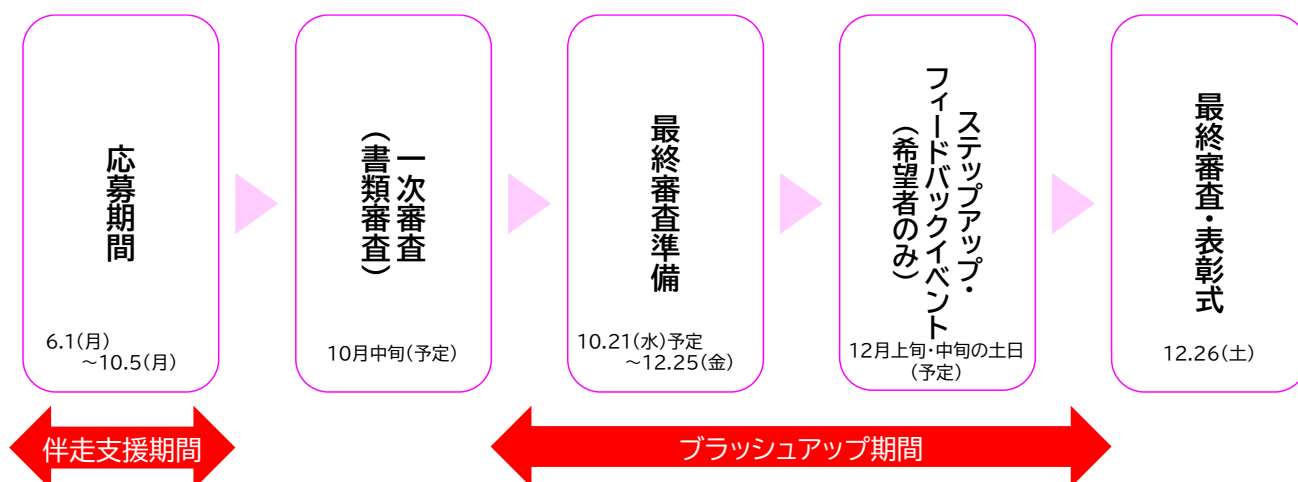 応募期間
6.1(月)
～10.5(月)
一次審査
(書類審査)
10月中旬(予定)
最終審査準備
10.21(水)予定
～12.25(金)
ステップアップ・
フィードバックイベント
(希望者のみ)
12月上旬・中旬の土日
(予定)
最終審査・表彰式
12.26(土)
伴走支援期間
ブラッシュアップ期間